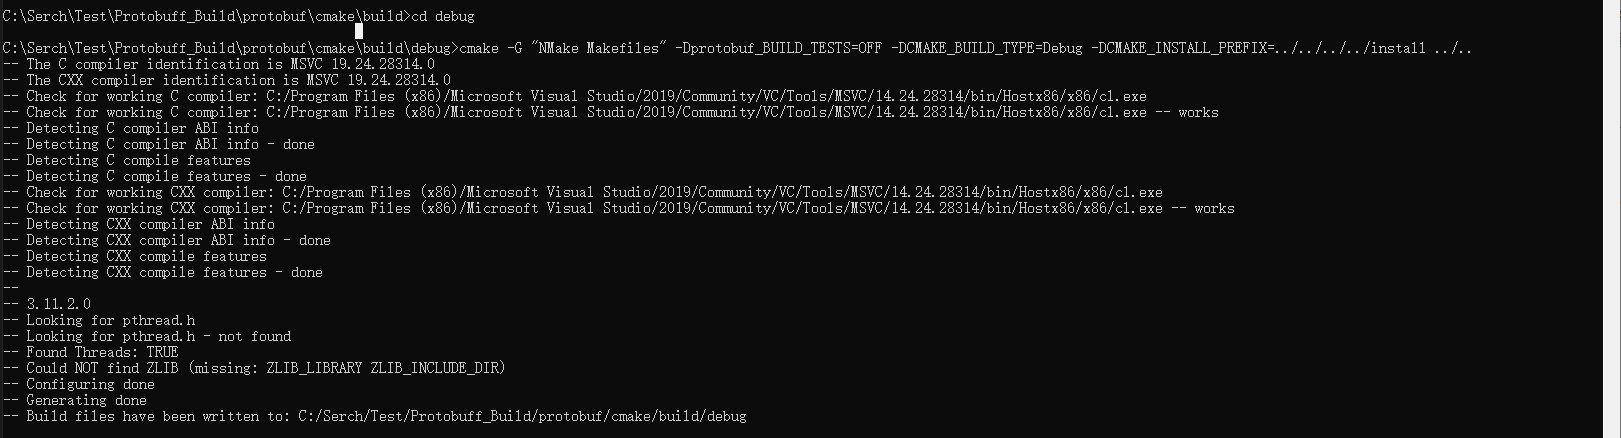 C:\Serch\Test\Protobuff_Build\protobuf\cmake\build>cd debug
C:\Serch\Test\Protobuff_Build\protobuf\cmake\build\debug>cmake -G "NMake Makefiles" -Dprotobuf_BUILD_TESTS=OFF -DCMAKE_BUILD_TYPE=Debug -DCMAKE_INSTALL_PREFIX=../../../../install ../..
-- The C compiler identification is MSVC 19.24.28314.0
-- The CXX compiler identification is MSVC 19.24.28314.0
-- Check for working C compiler: C:/Program Files (x86)/Microsoft Visual Studio/2019/Community/VC/Tools/MSVC/14.24.28314/bin/Hostx86/x86/cl.exe
-- Check for working C compiler: C:/Program Files (x86)/Microsoft Visual Studio/2019/Community/VC/Tools/MSVC/14.24.28314/bin/Hostx86/x86/cl.exe -- works
-- Detecting C compiler ABI info
-- Detecting C compiler ABI info - done
-- Detecting C compile features
-- Detecting C compile features - done
-- Check for working CXX compiler: C:/Program Files (x86)/Microsoft Visual Studio/2019/Community/VC/Tools/MSVC/14.24.28314/bin/Hostx86/x86/cl.exe
-- Check for working CXX compiler: C:/Program Files (x86)/Microsoft Visual Studio/2019/Community/VC/Tools/MSVC/14.24.28314/bin/Hostx86/x86/cl.exe -- works
-- Detecting CXX compiler ABI info
-- Detecting CXX compiler ABI info - done
-- Detecting CXX compile features
-- Detecting CXX compile features - done
--
-- 3.11.2.0
-- Looking for pthread.h
-- Looking for pthread.h - not found
-- Found Threads: TRUE
-- Could NOT find ZLIB (missing: ZLIB_LIBRARY ZLIB_INCLUDE_DIR)
-- Configuring done
-- Generating done
-- Build files have been written to: C:/Serch/Test/Protobuff_Build/protobuf/cmake/build/debug